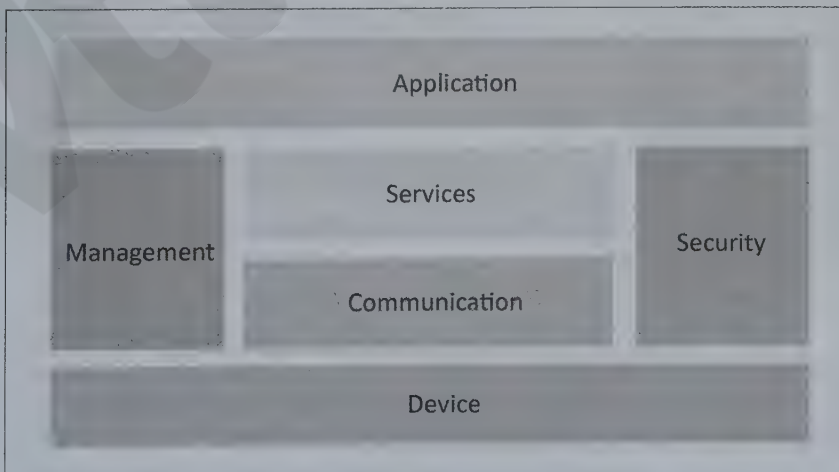 Application
Services
Management
Security
Communication
Device